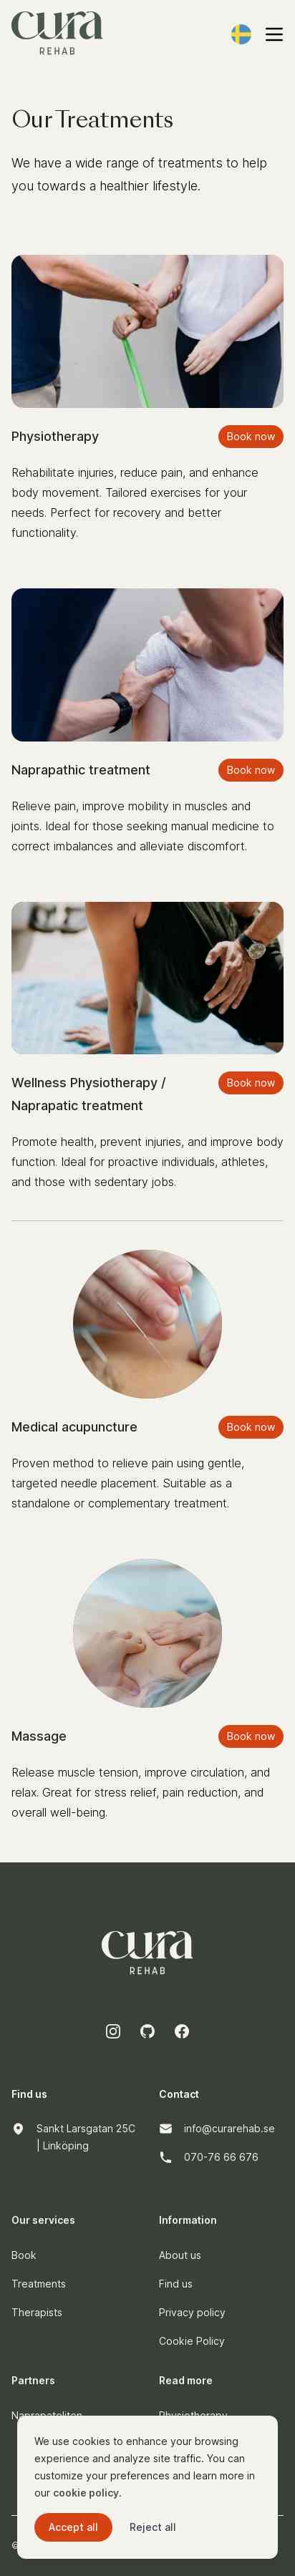 cura
REHAB
Our Treatments
We have a wide range of treatments to help
you towards a healthier lifestyle.
Physiotherapy
Book now
Rehabilitate injuries, reduce pain, and enhance
body movement. Tailored exercises for your
needs. Perfect for recovery and better
functionality.
Naprapathic treatment
Book now
Relieve pain, improve mobility in muscles and
joints. Ideal for those seeking manual medicine to
correct imbalances and alleviate discomfort.
Wellness Physiotherapy /
Naprapatic treatment
Book now
Promote health, prevent injuries, and improve body
function. Ideal for proactive individuals, athletes,
and those with sedentary jobs.
Medical acupuncture
Book now
Proven method to relieve pain using gentle,
targeted needle placement. Suitable as a
standalone or complementary treatment.
Massage
Book now
Release muscle tension, improve circulation, and
relax. Great for stress relief, pain reduction, and
overall well-being.
cura
REHAB
Find us
Sankt Larsgatan 25C
| Linköping
Contact
info@curarehab.se
070-76 66 676
Our services
Book
Treatments
Therapists
Information
About us
Find us
Privacy policy
Cookie Policy
Partners
Read more
We use cookies to enhance your browsing
experience and analyze site traffic. You can
customize your preferences and learn more in
our cookie policy.
Accept all
Reject all